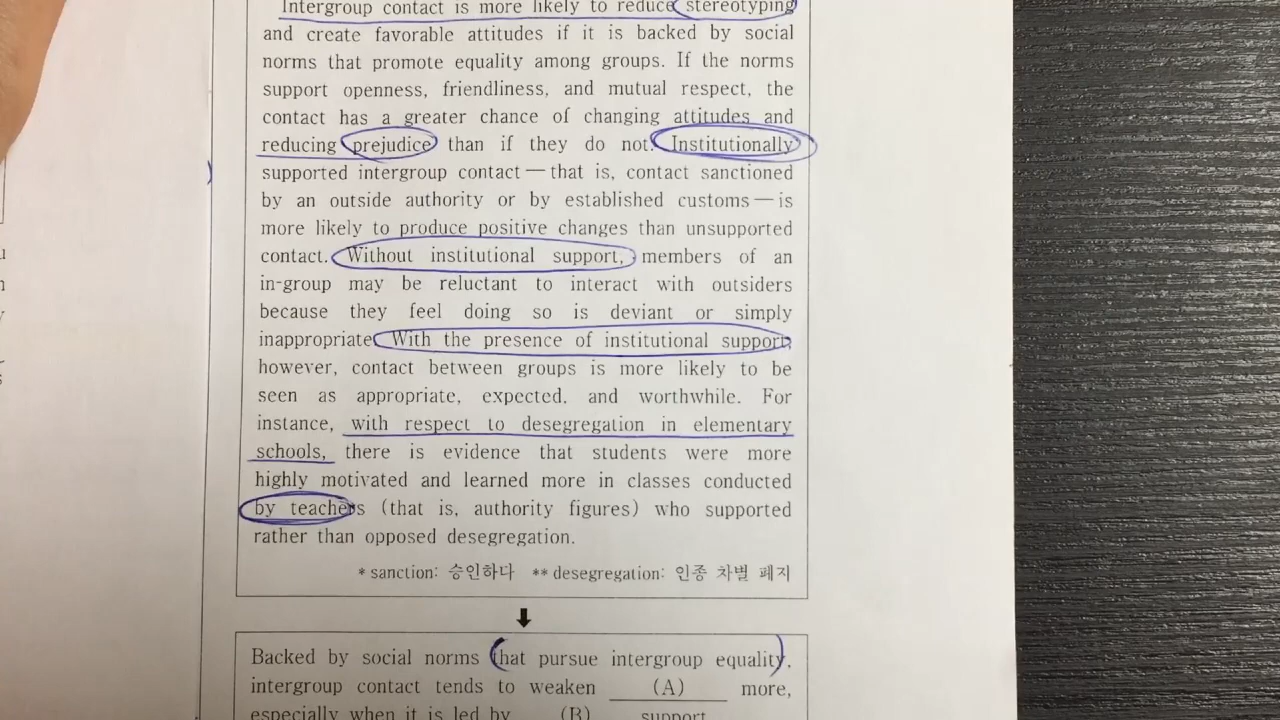 Intergroup contact is more likely to reduce stereotyping
and create favorable attitudes if it is backed by social
norms that promote equality among groups. If the norms
support openness, friendliness, and mutual respect, the
contact has a greater chance of changing attitudes and
reducing prejudice than if they do not. Institutionally
supported intergroup contact — that is, contact sanctioned
by an outside authority or by established customs — is
more likely to produce positive changes than unsupported
contact. Without institutional support, members of an
in-group may be reluctant to interact with outsiders
because they feel doing so is deviant or simply
inappropriate. With the presence of institutional support,
however, contact between groups is more likely to be
seen as appropriate, expected, and worthwhile. For
instance, with respect to desegregation in elementary
schools, there is evidence that students were more
highly motivated and learned more in classes conducted
by teachers (that is, authority figures) who supported
rather than opposed desegregation.
* sanction: 승인하다 ** desegregation: 인종 차별 폐지
Backed by social norms that pursue intergroup equality,
intergroup contact tends to weaken (A) more,
especially when it is led by (B) support.